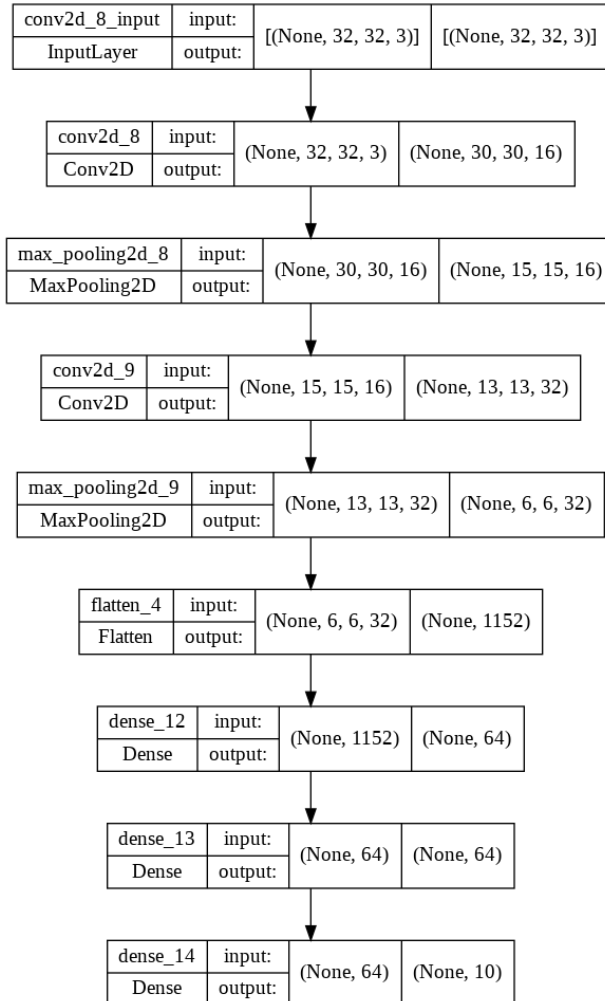 conv2d_8_input input: [(None, 32, 32, 3)] [(None, 32, 32, 3)]
InputLayer output:
conv2d_8 input: (None, 32, 32, 3) (None, 30, 30, 16)
Conv2D output:
max_pooling2d_8 input: (None, 30, 30, 16) (None, 15, 15, 16)
MaxPooling2D output:
conv2d_9 input: (None, 15, 15, 16) (None, 13, 13, 32)
Conv2D output:
max_pooling2d_9 input: (None, 13, 13, 32) (None, 6, 6, 32)
MaxPooling2D output:
flatten_4 input: (None, 6, 6, 32) (None, 1152)
Flatten output:
dense_12 input: (None, 1152) (None, 64)
Dense output:
dense_13 input: (None, 64) (None, 64)
Dense output:
dense_14 input: (None, 64) (None, 10)
Dense output: